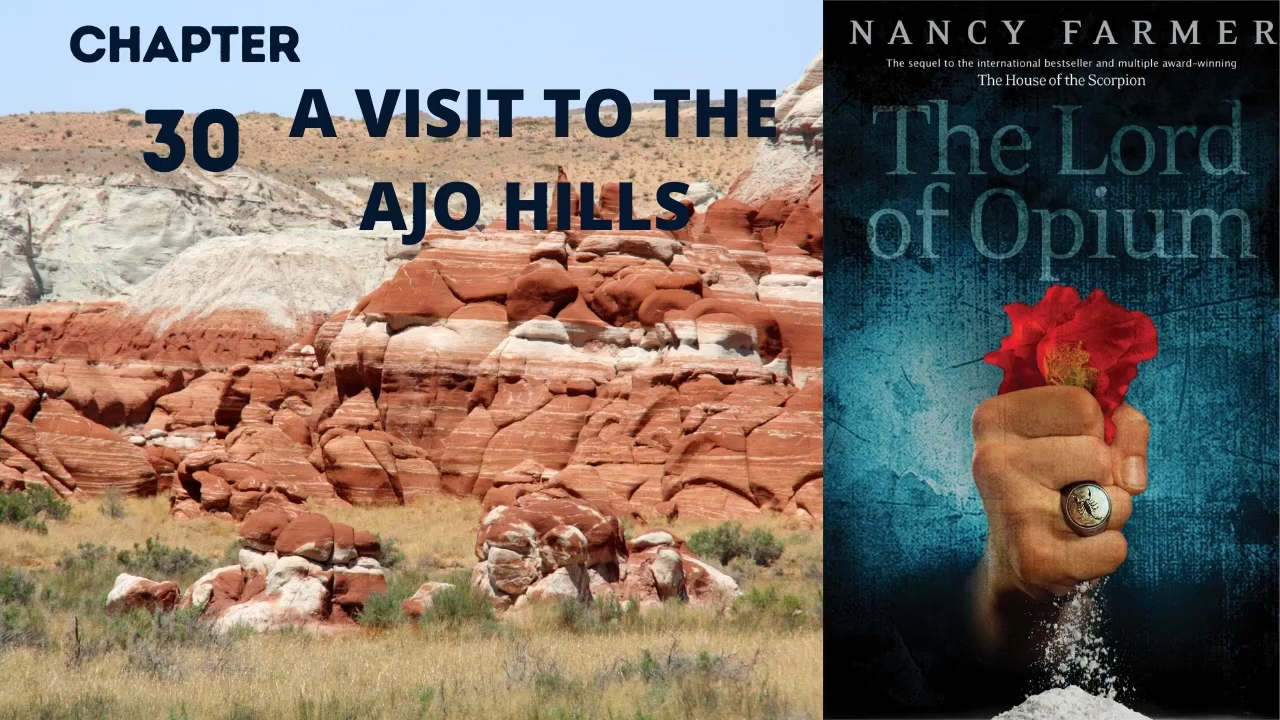 CHAPTER
30
A VISIT TO THE
AJO HILLS
NANCY FARMER
The sequel to the international bestseller and multiple award-winning
The House of the Scorpion
The Lord
of Opium